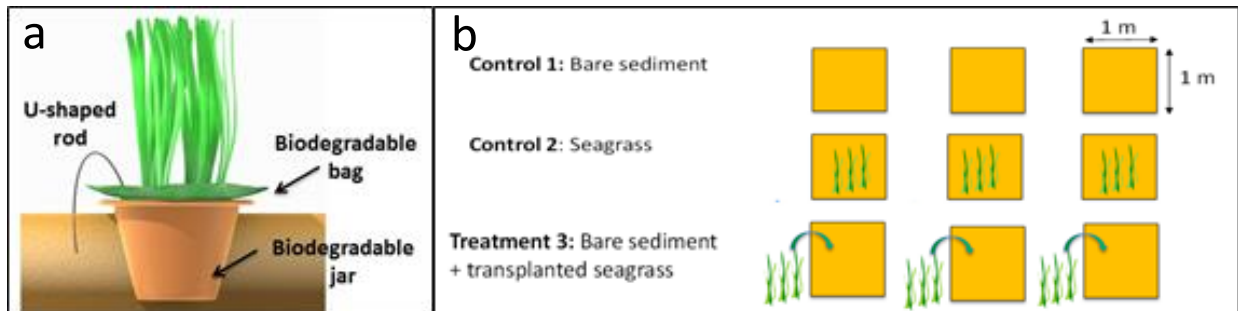 a
U-shaped
rod
Biodegradable
bag
Biodegradable
jar
b
Control 1: Bare sediment
1 m
1 m
Control 2: Seagrass
Treatment 3: Bare sediment
+ transplanted seagrass